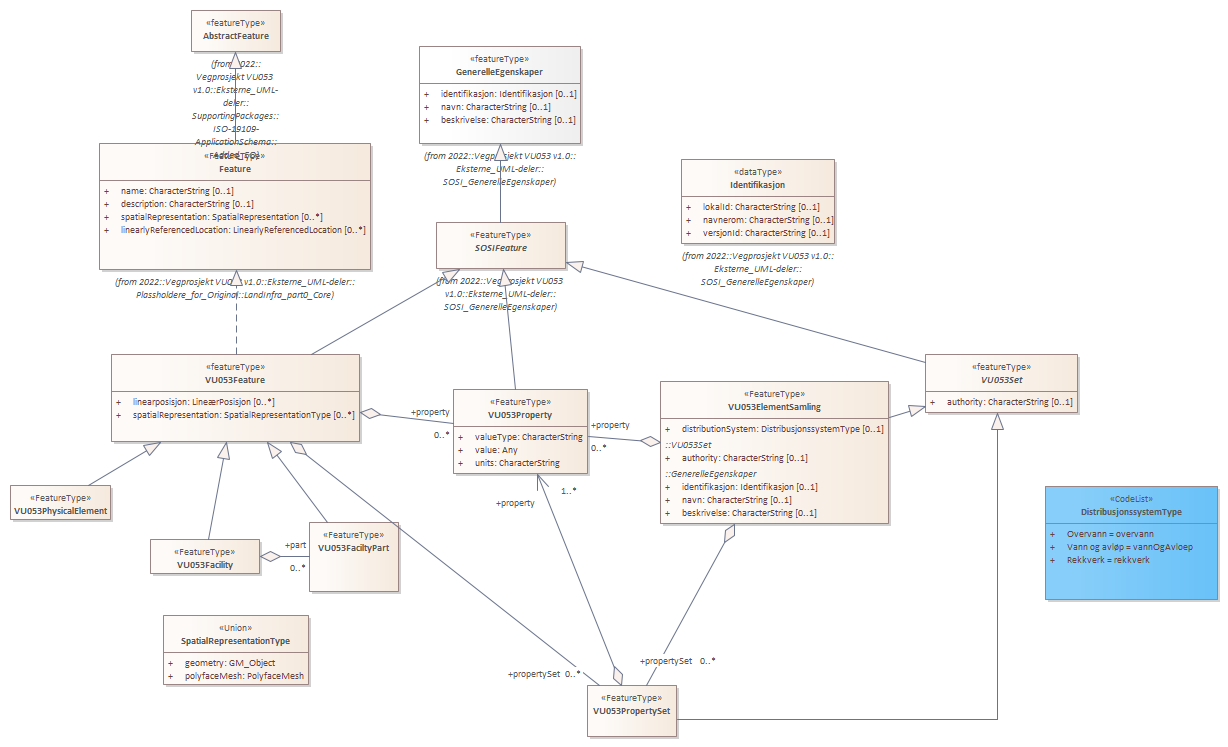 «featureType»
AbstractFeature
(from 2022::
Vegprosjekt VU053
v1.0::Eksterne_UML-
deler::
SupportingPackages::
ISO-19109-
ApplicationSchema::
«FeatureType»
Feature
+ name: CharacterString [0..1]
+ description: CharacterString [0..1]
+ spatialRepresentation: SpatialRepresentation [0..*]
+ linearlyReferencedLocation: LinearlyReferencedLocation [0..*]
(from 2022::Vegprosjekt VU053 v1.0::Eksterne_UML-deler::
Plassholdere_for_Original::LandInfra_part0_Core)
«featureType»
GenerelleEgenskaper
+ identifikasjon: Identifikasjon [0..1]
+ navn: CharacterString [0..1]
+ beskrivelse: CharacterString [0..1]
(from 2022::Vegprosjekt VU053 v1.0::
Eksterne_UML-deler::
SOSI_GenerelleEgenskaper)
«dataType»
Identifikasjon
+ lokalId: CharacterString [0..1]
+ navnerom: CharacterString [0..1]
+ versjonId: CharacterString [0..1]
(from 2022::Vegprosjekt VU053 v1.0::
Eksterne_UML-deler::
SOSI_GenerelleEgenskaper)
«FeatureType»
SOSIFeature
(from 2022::Vegprosjekt VU053
v1.0::Eksterne_UML-deler::
SOSI_GenerelleEgenskaper)
«featureType»
VU053Feature
+ linearposisjon: LineærPosisjon [0..*]
+ spatialRepresentation: SpatialRepresentationType [0..*]
+property
0..*
«FeatureType»
VU053Property
+ valueType: CharacterString
+ value: Any
+ units: CharacterString
+property
0..*
«FeatureType»
VU053ElementSamling
+ distributionSystem: DistribusjonssystemType [0..1]
::VU053Set
+ authority: CharacterString [0..1]
::GenerelleEgenskaper
+ identifikasjon: Identifikasjon [0..1]
+ navn: CharacterString [0..1]
+ beskrivelse: CharacterString [0..1]
«featureType»
VU053Set
+ authority: CharacterString [0..1]
«FeatureType»
VU053PhysicalElement
+property
1..*
«CodeList»
DistribusjonssystemType
+ Overvann = overvann
+ Vann og avløp = vannOgAvloep
+ Rekkverk = rekkverk
«FeatureType»
VU053Facility
+part
0..*
«FeatureType»
VU053FaciltyPart
«Union»
SpatialRepresentationType
+ geometry: GM_Object
+ polyfaceMesh: PolyfaceMesh
+propertySet 0..*
+propertySet 0..*
«FeatureType»
VU053PropertySet